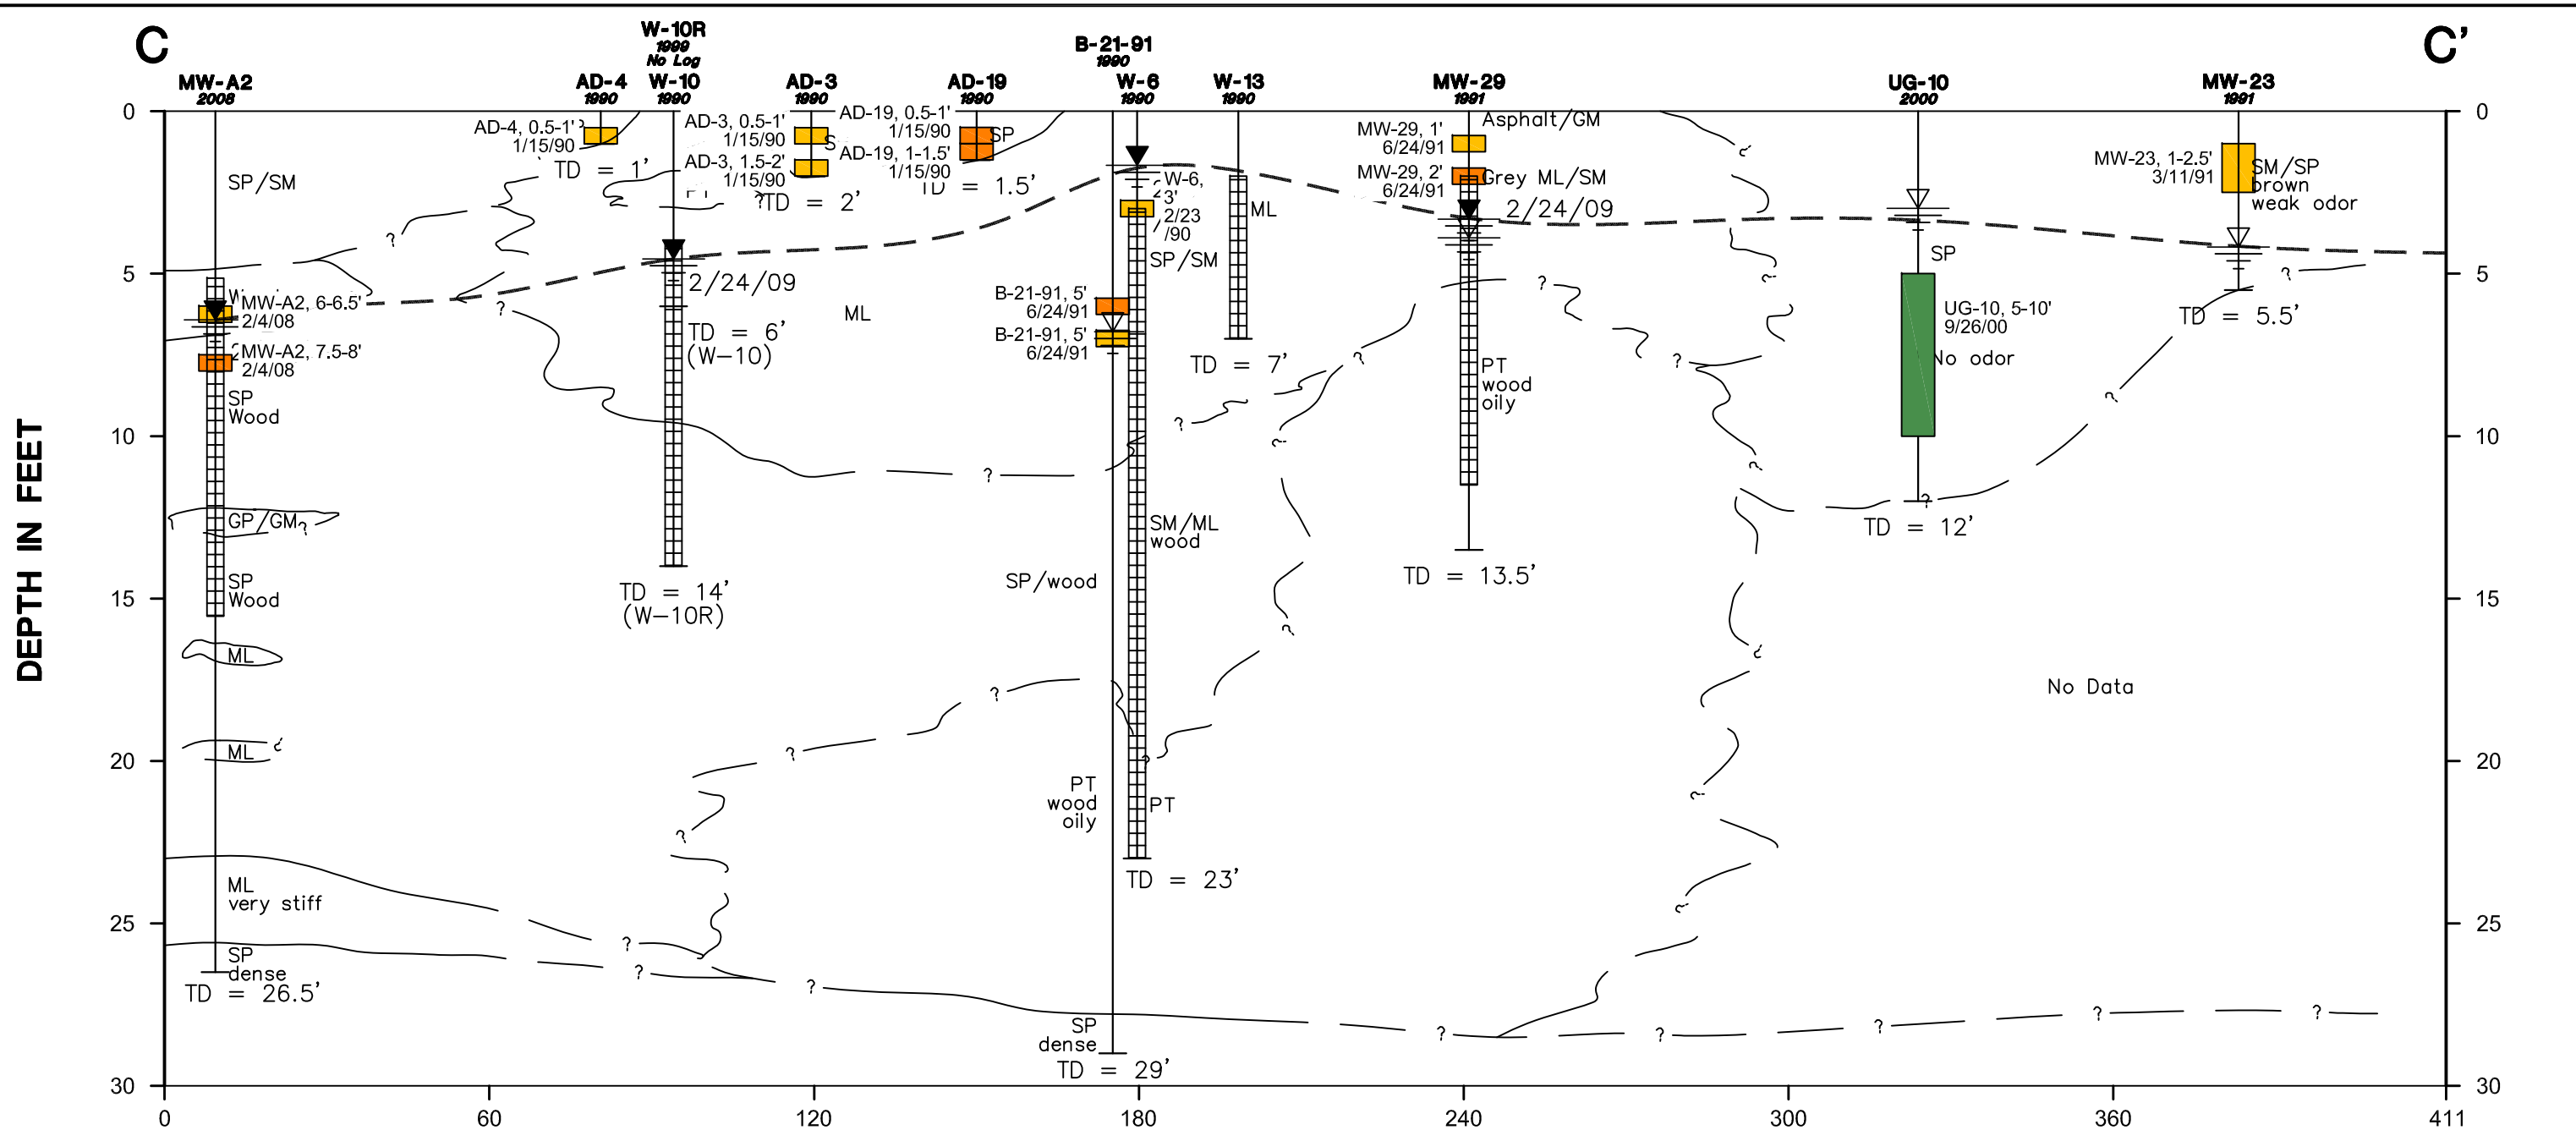 C
C'
W-10R
1999
No Log
B-21-91
1990
MW-A2
2008
AD-4
1990
W-10
1990
AD-3
1990
AD-19
1990
W-6
1990
W-13
1990
MW-29
1991
UG-10
2000
MW-23
1991
DEPTH IN FEET
0
5
10
15
20
25
30
0
5
10
15
20
25
30
0
60
120
180
240
300
360
411
SP/SM
?
MW-A2, 6-6.5'
2/4/08
MW-A2, 7.5-8'
2/4/08
SP
Wood
GP/GM
?
SP
Wood
ML
ML
?
ML
very stiff
SP
dense
TD = 26.5'
AD-4, 0.5-1'
1/15/90
TD = 1'
?
2/24/09
TD = 6'
(W-10)
TD = 14'
(W-10R)
AD-3, 0.5-1'
1/15/90
AD-3, 1.5-2'
1/15/90
?
TD = 2'
ML
AD-19, 0.5-1'
1/15/90
AD-19, 1-1.5'
1/15/90
SP
TD = 1.5'
B-21-91, 5'
6/24/91
B-21-91, 5'
6/24/91
?
SP/wood
?
?
?
PT
wood
oily
?
?
?
SP
dense
TD = 29'
W-6,
3'
2/23
/90
SP/SM
?
SM/ML
wood
?
PT
TD = 23'
ML
TD = 7'
?
?
?
MW-29, 1'
6/24/91
MW-29, 2'
6/24/91
Asphalt/GM
Grey ML/SM
2/24/09
?
PT
wood
oily
TD = 13.5'
?
?
?
?
?
?
?
?
?
?
SP
UG-10, 5-10'
9/26/00
No odor
?
TD = 12'
MW-23, 1-2.5'
3/11/91
SM/SP
brown
weak odor
?
TD = 5.5'
?
No Data
?
?
?